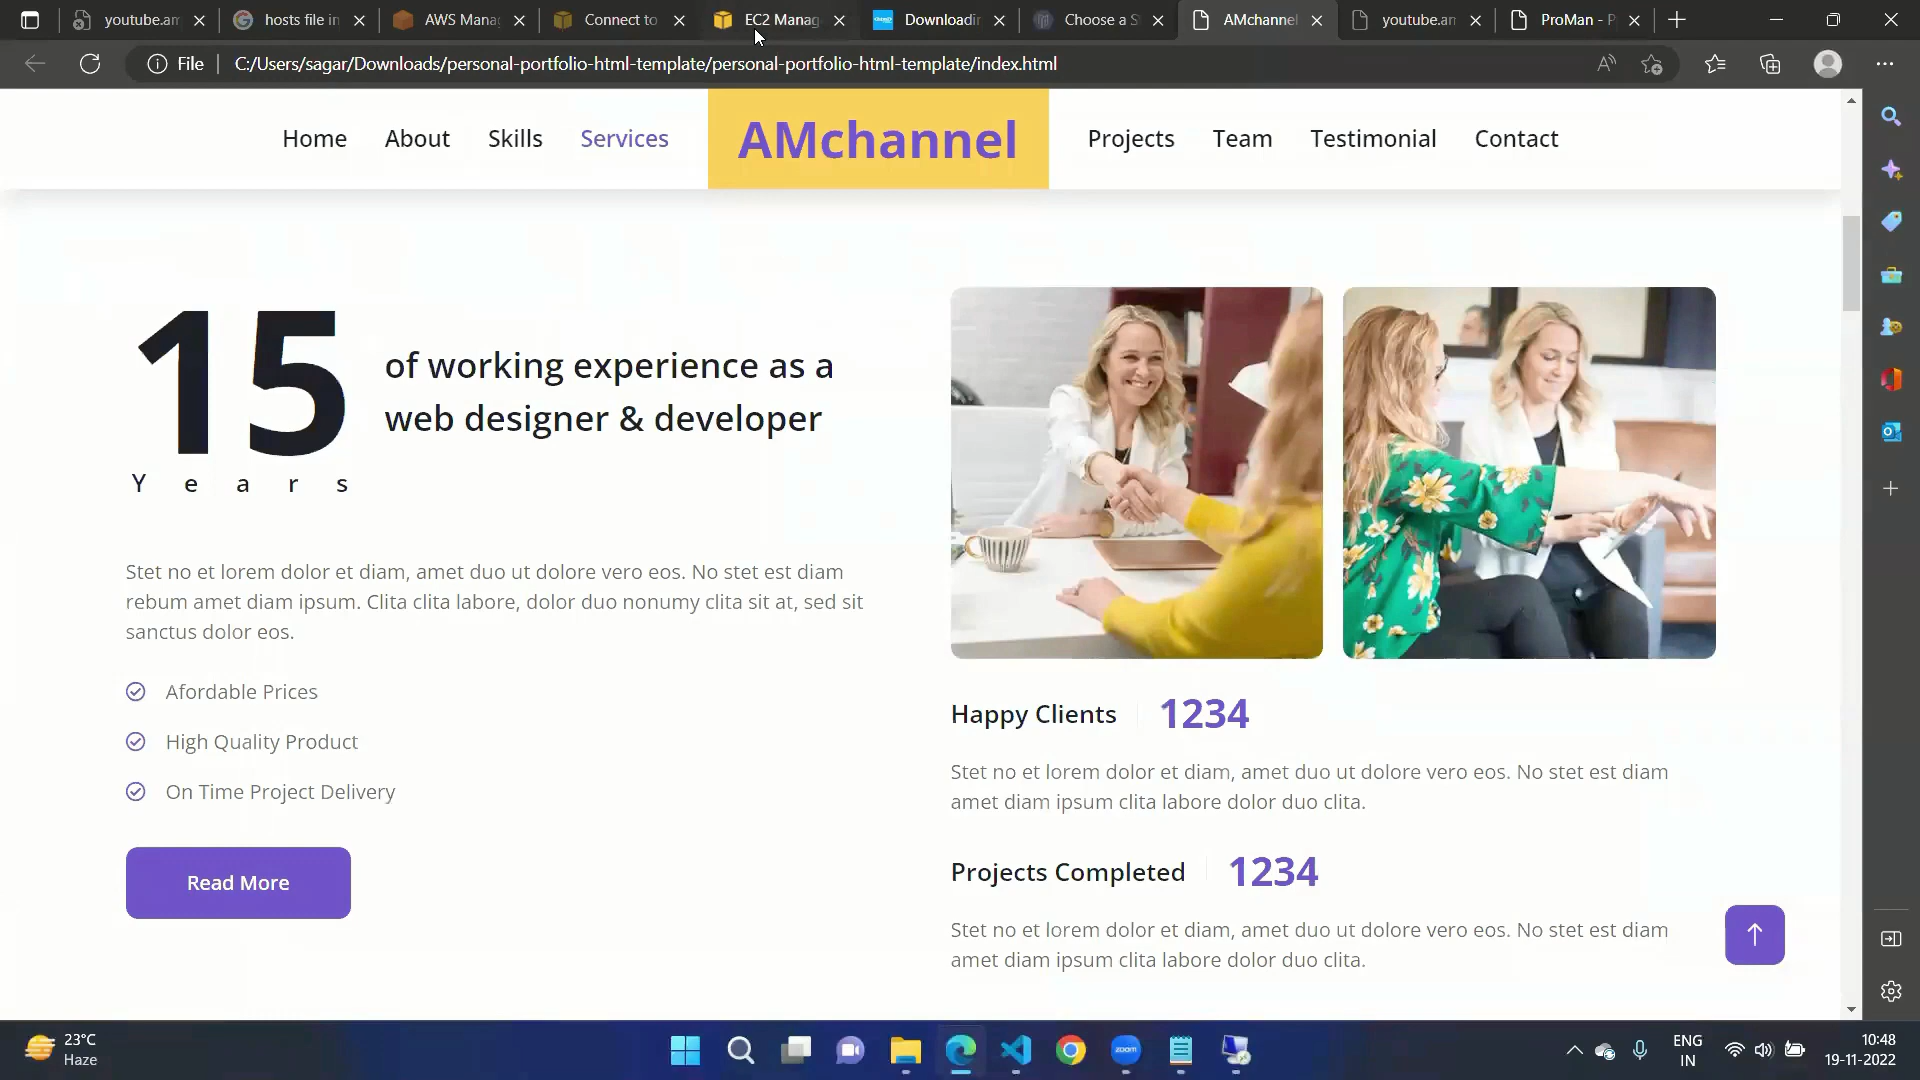 youtube.am
hosts file in
AWS Mana
Connect to
EC2 Manag
Downloadin
Choose a S
AMchannel
youtube.am
ProMan - P
File
C:/Users/sagar/Downloads/personal-portfolio-html-template/personal-portfolio-html-template/index.html
Home
About
Skills
Services
AMchannel
Projects
Team
Testimonial
Contact
15
Years
of working experience as a
web designer & developer
Stet no et lorem dolor et diam, amet duo ut dolore vero eos. No stet est diam
rebum amet diam ipsum. Clita clita labore, dolor duo nonumy clita sit at, sed sit
sanctus dolor eos.
Afordable Prices
High Quality Product
On Time Project Delivery
Read More
Happy Clients
1234
Stet no et lorem dolor et diam, amet duo ut dolore vero eos. No stet est diam
amet diam ipsum clita labore dolor duo clita.
Projects Completed
1234
Stet no et lorem dolor et diam, amet duo ut dolore vero eos. No stet est diam
amet diam ipsum clita labore dolor duo clita.
23°C
Haze
zoom
ENG
IN
10:48
19-11-2022